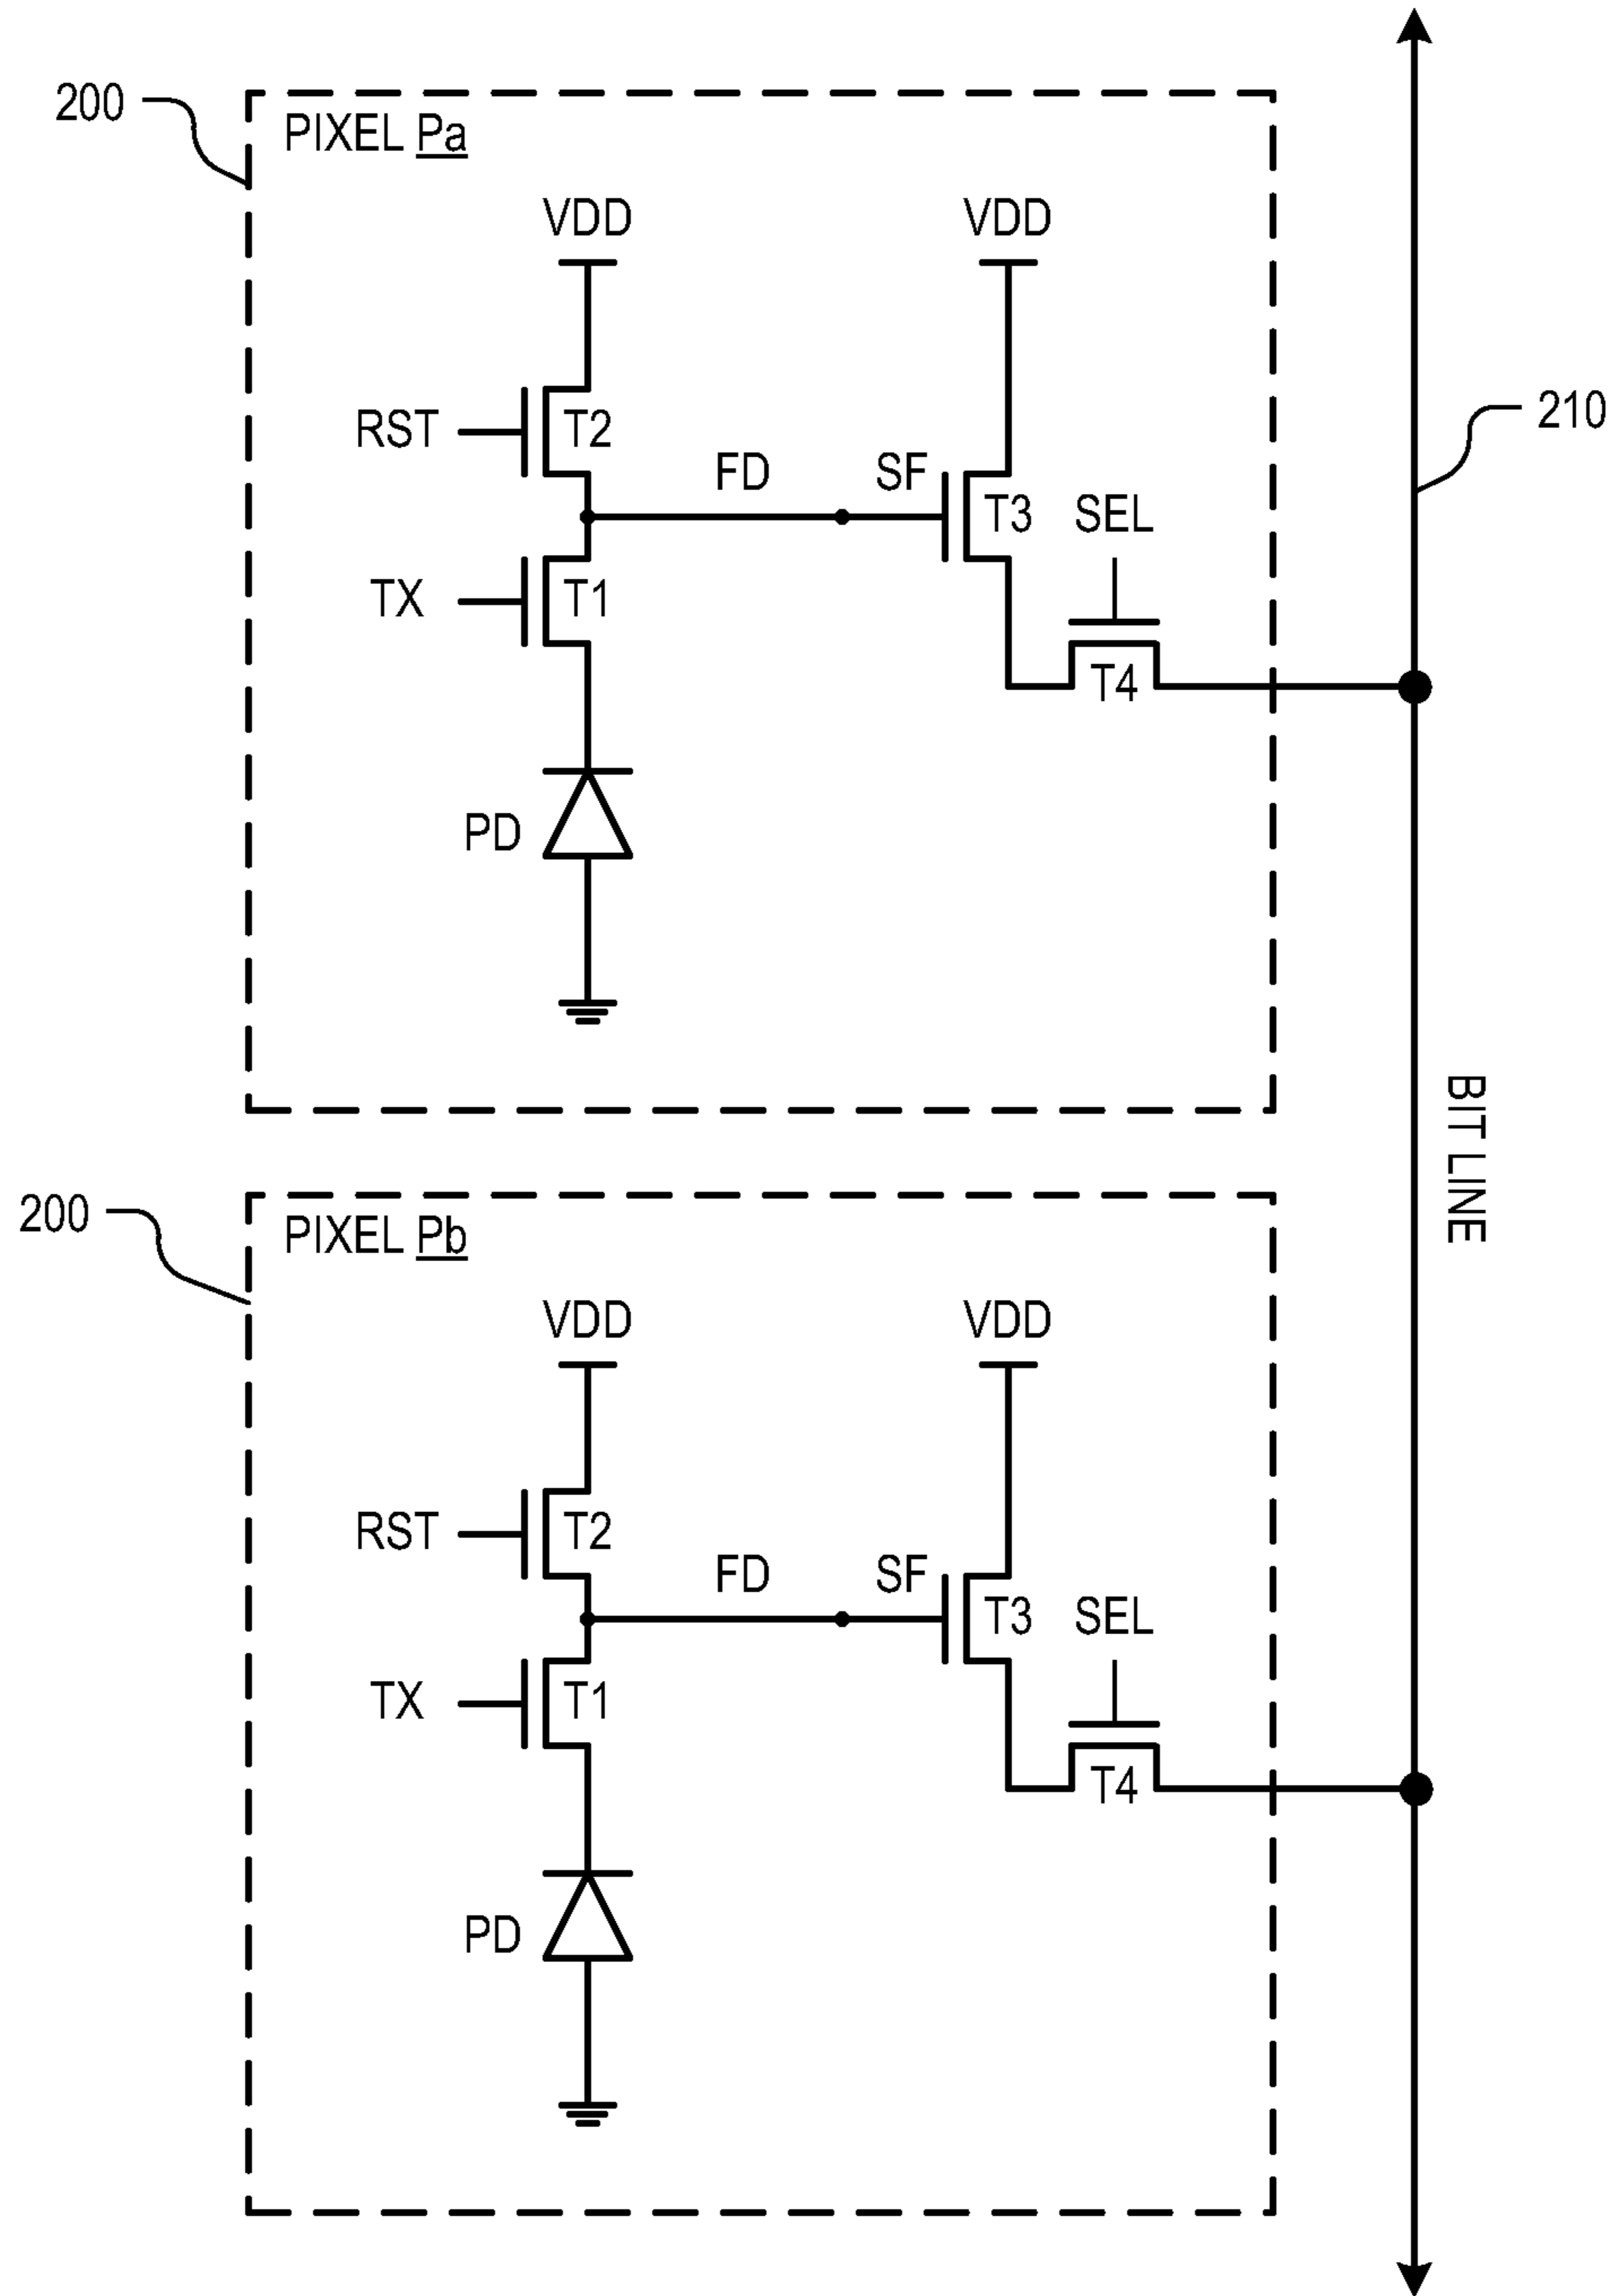 200
PIXEL Pa
VDD
VDD
210
RST
T2
FD
SF
T3
SEL
TX
T1
T4
PD
BIT LINE
200
PIXEL Pb
VDD
VDD
RST
T2
FD
SF
T3
SEL
TX
T1
T4
PD